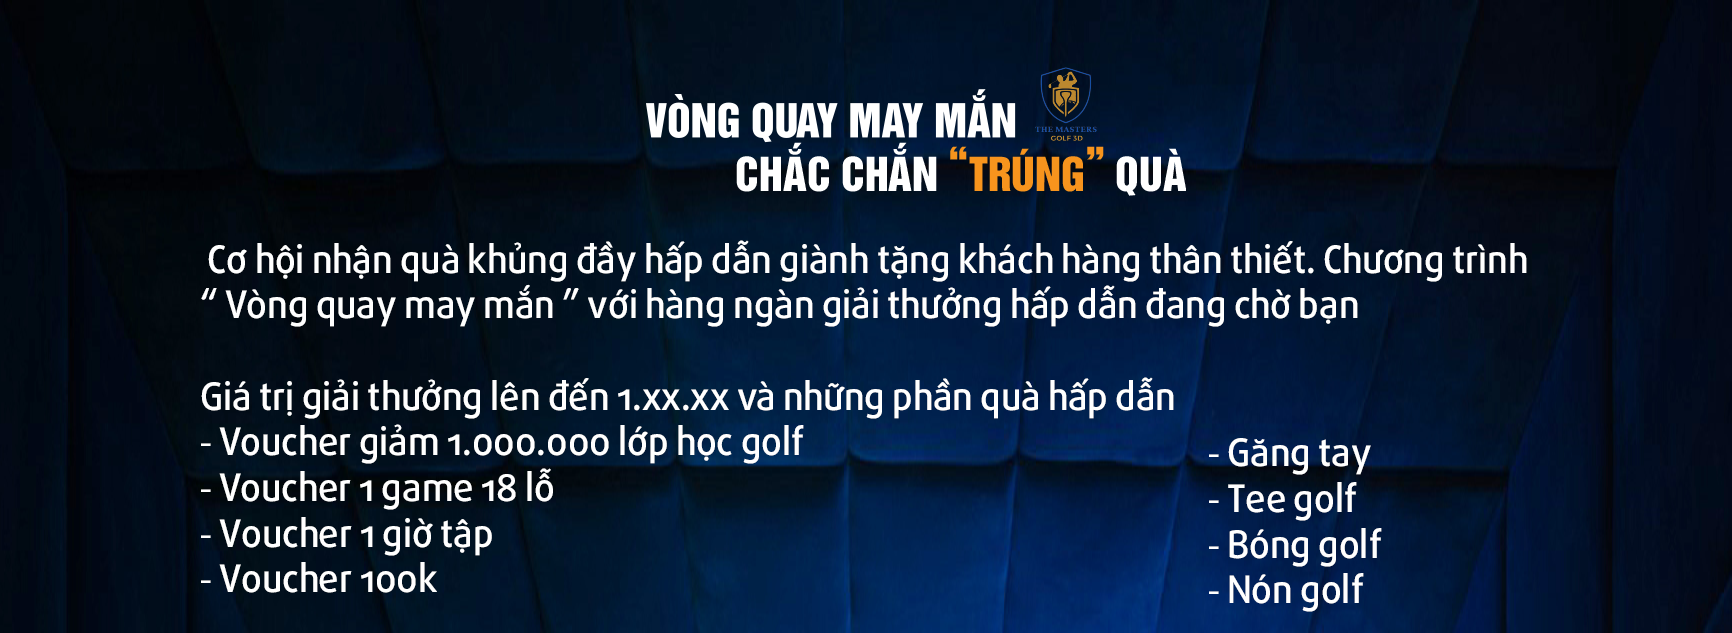 VÒNG QUAY MAY MẮN
THE MASTERS
GOLF 3D
CHẮC CHẮN “TRÚNG” QUÀ
Cơ hội nhận quà khủng đầy hấp dẫn giành tặng khách hàng thân thiết. Chương trình
“ Vòng quay may mắn ” với hàng ngàn giải thưởng hấp dẫn đang chờ bạn
Giá trị giải thưởng lên đến 1.xx.xx và những phần quà hấp dẫn
- Voucher giảm 1.000.000 lớp học golf
- Voucher 1 game 18 lỗ
- Voucher 1 giờ tập
- Voucher 100k
- Găng tay
- Tee golf
- Bóng golf
- Nón golf